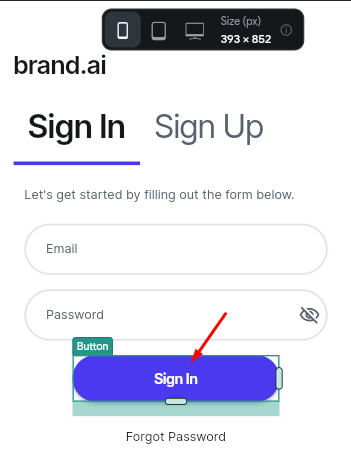 Size (px)
393 × 852
brand.ai
Sign In Sign Up
Let's get started by filling out the form below.
Email
Password
Button
Sign In
Forgot Password